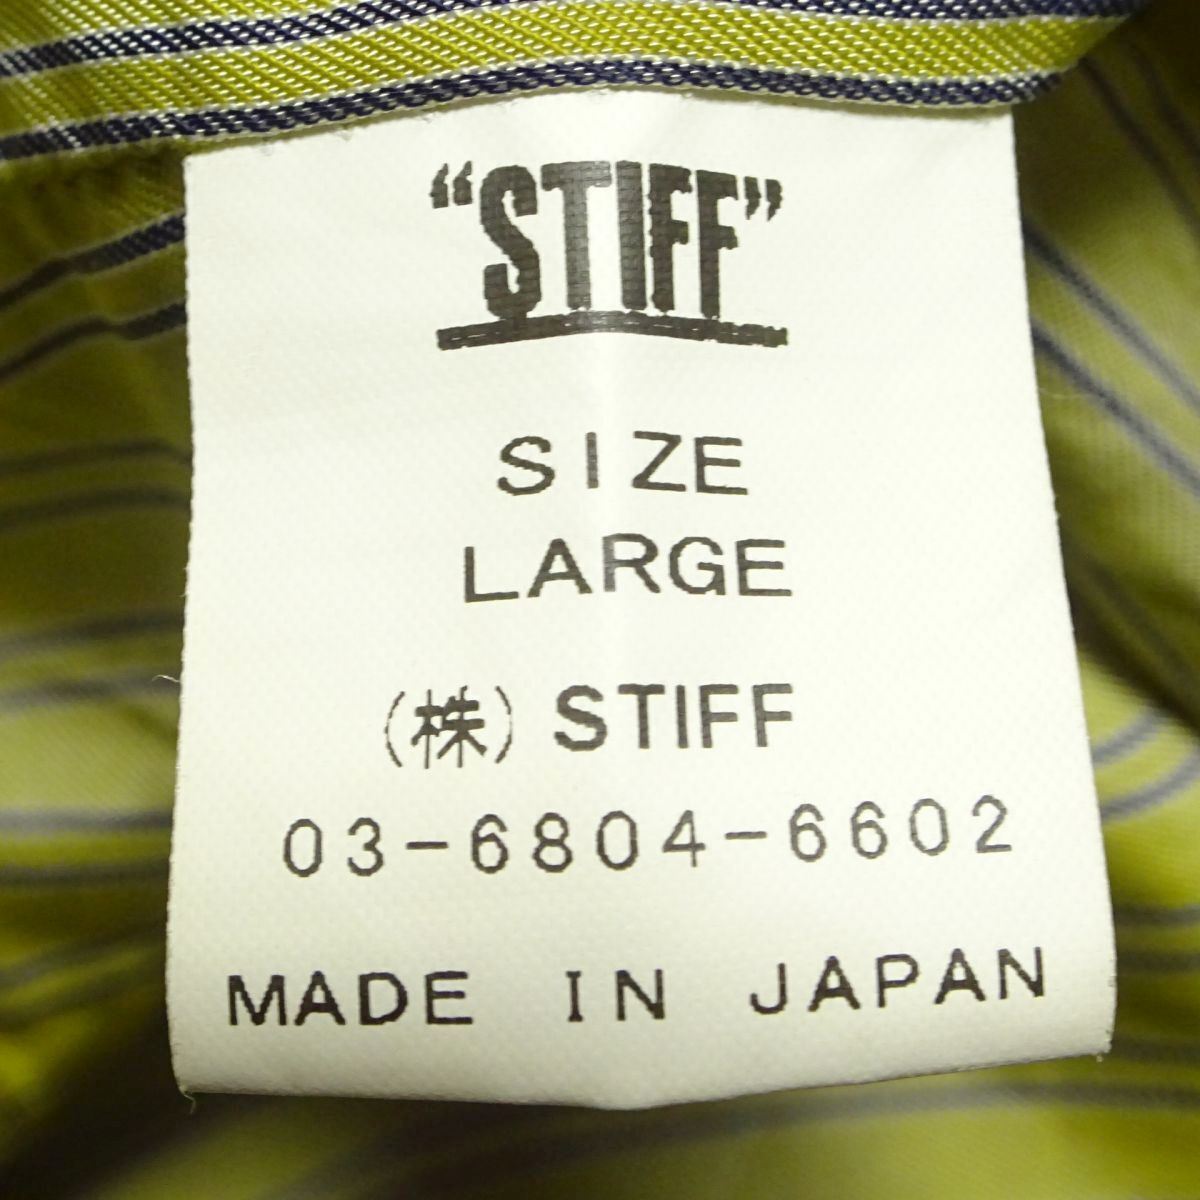 “STIFF”
SIZE
LARGE
(株) STIFF
03-6804-6602
MADE IN JAPAN